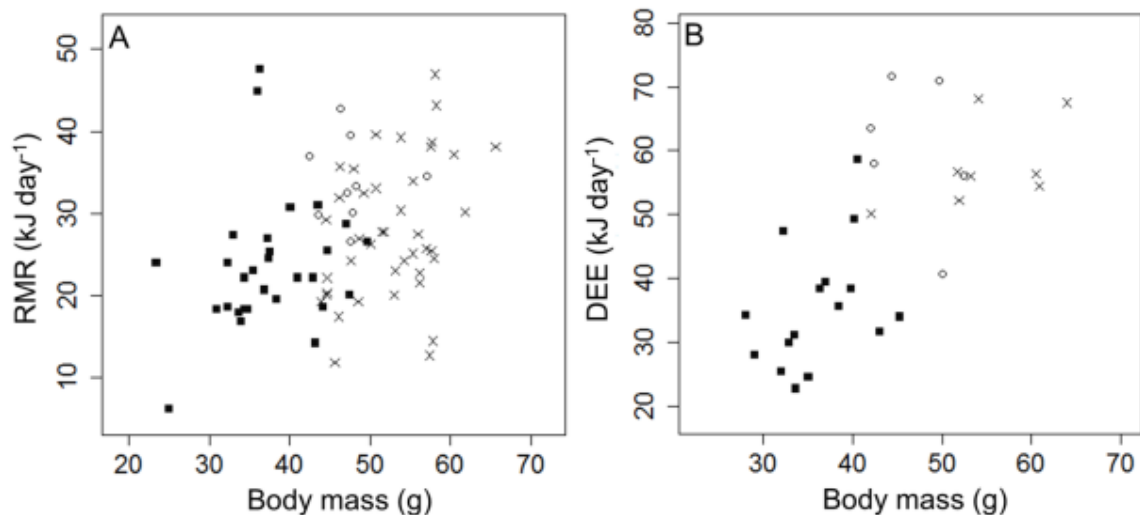 A
RMR (kJ day⁻¹)
50
40
30
20
10
20 30 40 50 60 70
Body mass (g)
B
DEE (kJ day⁻¹)
80
70
60
50
40
30
20
30 40 50 60 70
Body mass (g)